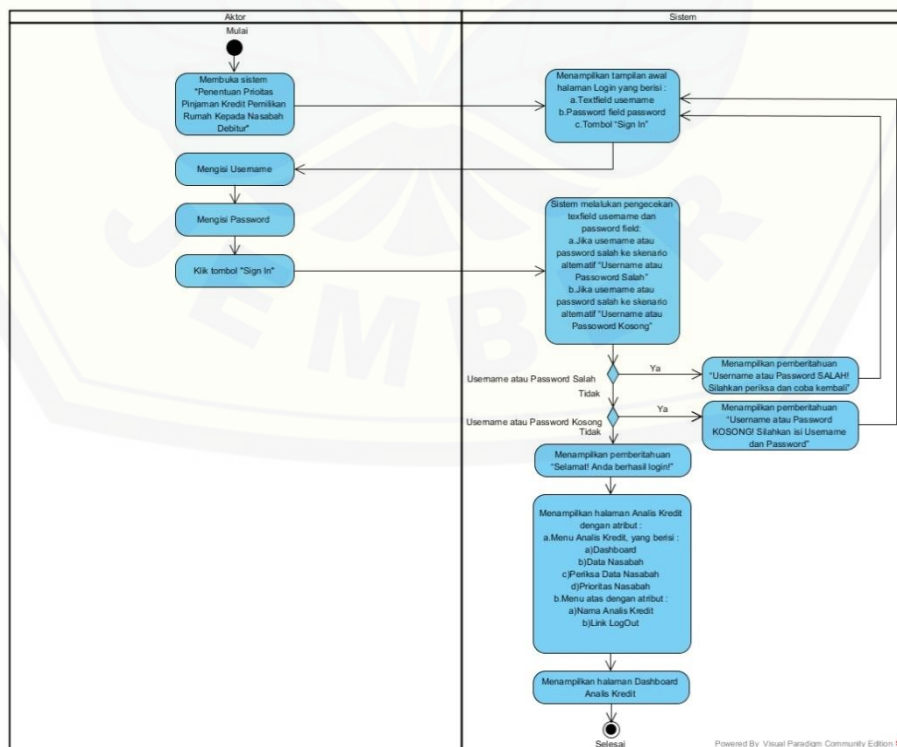 Aktor
Sistem
Mulai
Membuka sistem
"Penentuan Prioitas
Pinjaman Kredit Pemilikan
Rumah Kepada Nasabah
Debitur"
Menampilkan tampilan awal
halaman Login yang berisi :
a.Textfield username
b.Password field password
c.Tombol "Sign In"
Mengisi Username
Mengisi Password
Klik tombol "Sign In"
Sistem melalukan pengecekan
texfield username dan
password field:
a.Jika username atau
password salah ke skenario
alternatif "Username atau
Passoword Salah"
b.Jika username atau
password salah ke skenario
alternatif "Username atau
Passoword Kosong"
Username atau Password Salah
Ya
Tidak
Menampilkan pemberitahuan
"Username atau Password SALAH!
Silahkan periksa dan coba kembali"
Username atau Password Kosong
Ya
Tidak
Menampilkan pemberitahuan
"Username atau Password
KOSONG! Silahkan isi Username
dan Password"
Menampilkan pemberitahuan
"Selamat! Anda berhasil login!"
Menampilkan halaman Analis Kredit
dengan atribut :
a.Menu Analis Kredit, yang berisi :
a)Dashboard
b)Data Nasabah
c)Periksa Data Nasabah
d)Prioritas Nasabah
b.Menu atas dengan atribut :
a)Nama Analis Kredit
b)Link LogOut
Menampilkan halaman Dashboard
Analis Kredit
Selesai
Powered By Visual Paradigm Community Edition
JEMBER